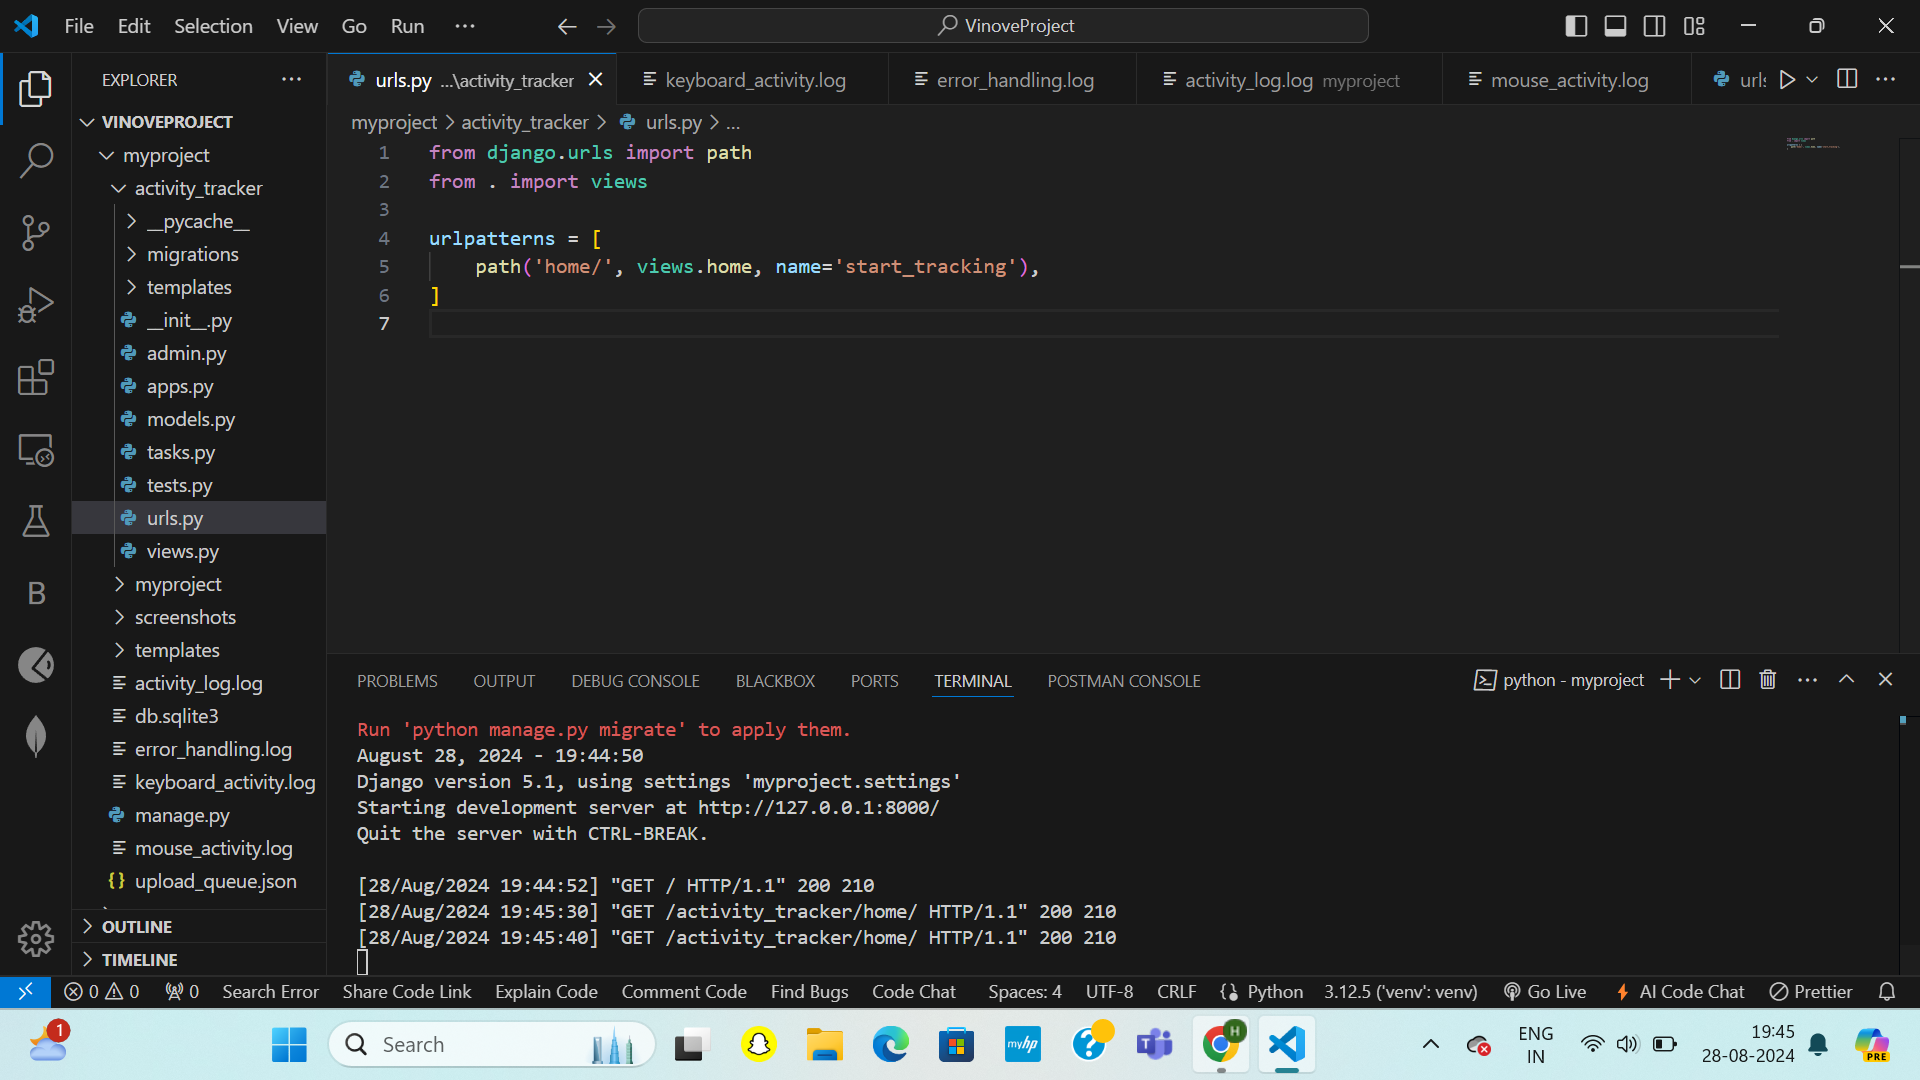 File Edit Selection View Go Run ··· VinoveProject
EXPLORER ···
VINOVEPROJECT
myproject
activity_tracker
__pycache__
migrations
templates
__init__.py
admin.py
apps.py
models.py
tasks.py
tests.py
urls.py
views.py
myproject
screenshots
templates
activity_log.log
db.sqlite3
error_handling.log
keyboard_activity.log
manage.py
mouse_activity.log
{} upload_queue.json
OUTLINE
TIMELINE
urls.py ...\activity_tracker keyboard_activity.log error_handling.log activity_log.log myproject mouse_activity.log urls
myproject > activity_tracker > urls.py > ...
1 from django.urls import path
2 from . import views
3
4 urlpatterns = [
5 path('home/', views.home, name='start_tracking'),
6 ]
7
PROBLEMS OUTPUT DEBUG CONSOLE BLACKBOX PORTS TERMINAL POSTMAN CONSOLE python - myproject
Run 'python manage.py migrate' to apply them.
August 28, 2024 - 19:44:50
Django version 5.1, using settings 'myproject.settings'
Starting development server at http://127.0.0.1:8000/
Quit the server with CTRL-BREAK.
[28/Aug/2024 19:44:52] "GET / HTTP/1.1" 200 210
[28/Aug/2024 19:45:30] "GET /activity_tracker/home/ HTTP/1.1" 200 210
[28/Aug/2024 19:45:40] "GET /activity_tracker/home/ HTTP/1.1" 200 210
0 0 0 Search Error Share Code Link Explain Code Comment Code Find Bugs Code Chat Spaces: 4 UTF-8 CRLF Python 3.12.5 ('venv': venv) Go Live AI Code Chat Prettier
1 Search myhp H ENG IN 19:45 28-08-2024 PRE